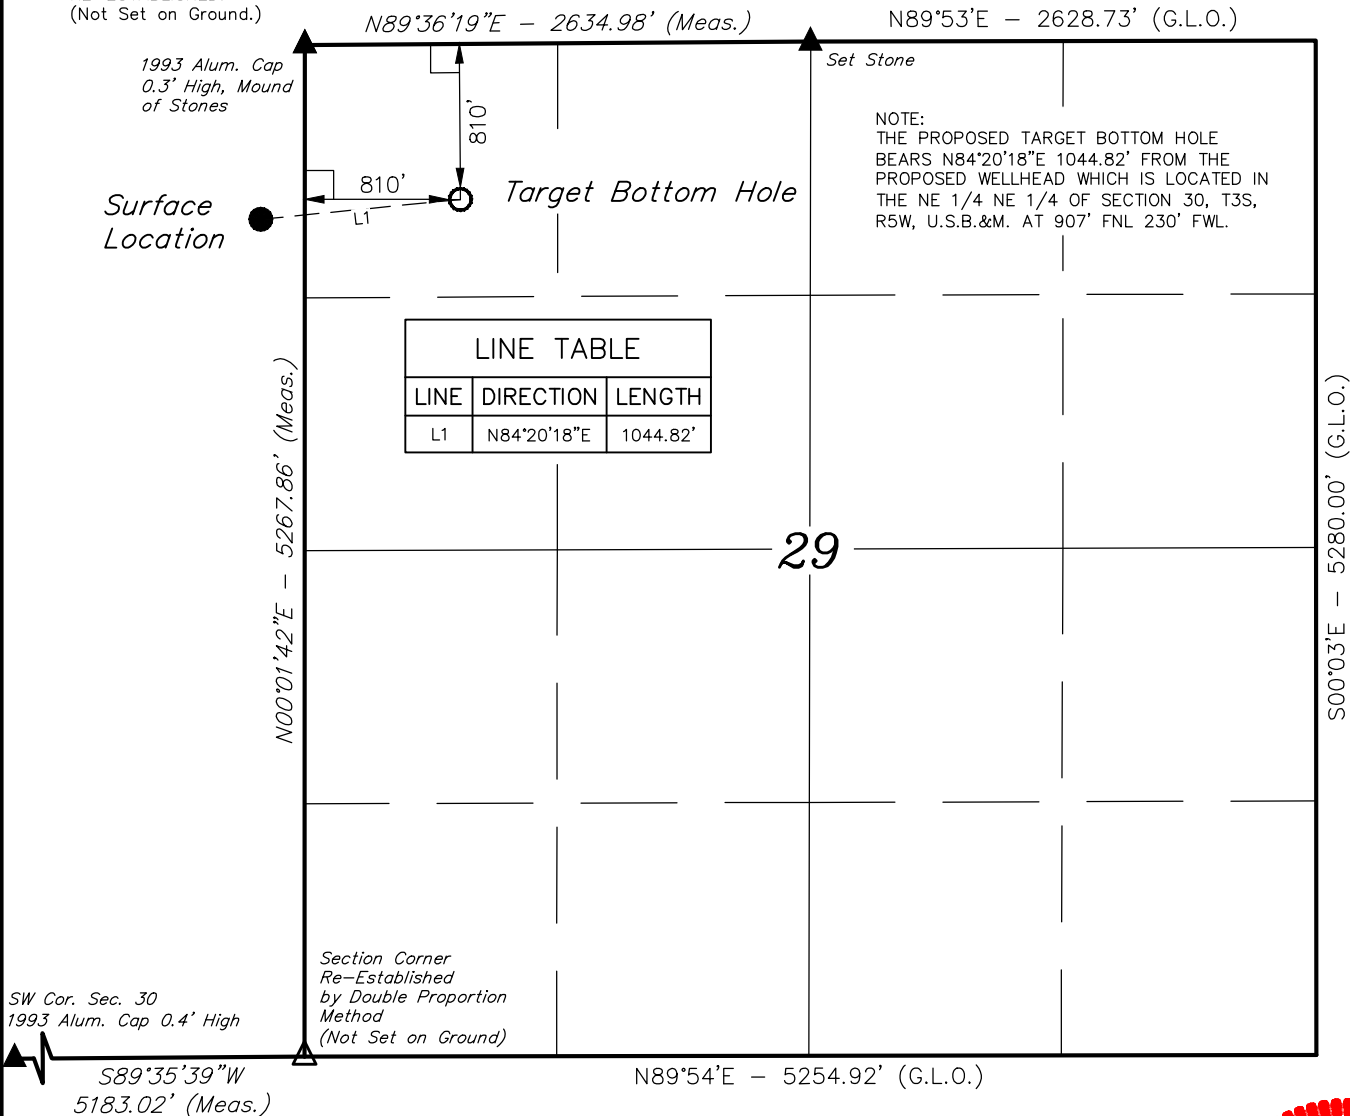 (Not Set on Ground.)
N89°36'19"E - 2634.98' (Meas.)
N89°53'E - 2628.73' (G.L.O.)
1993 Alum. Cap
0.3' High, Mound
of Stones
Set Stone
810'
NOTE:
THE PROPOSED TARGET BOTTOM HOLE
BEARS N84°20'18"E 1044.82' FROM THE
PROPOSED WELLHEAD WHICH IS LOCATED IN
THE NE 1/4 NE 1/4 OF SECTION 30, T3S,
R5W, U.S.B.&M. AT 907' FNL 230' FWL.
810'
Target Bottom Hole
Surface
Location
L1
LINE TABLE
LINE DIRECTION LENGTH
L1 N84°20'18"E 1044.82'
N00°01'42"E - 5267.86' (Meas.)
S00°03'E - 5280.00' (G.L.O.)
29
Section Corner
Re-Established
by Double Proportion
Method
(Not Set on Ground)
SW Cor. Sec. 30
1993 Alum. Cap 0.4' High
S89°35'39"W
5183.02' (Meas.)
N89°54'E - 5254.92' (G.L.O.)